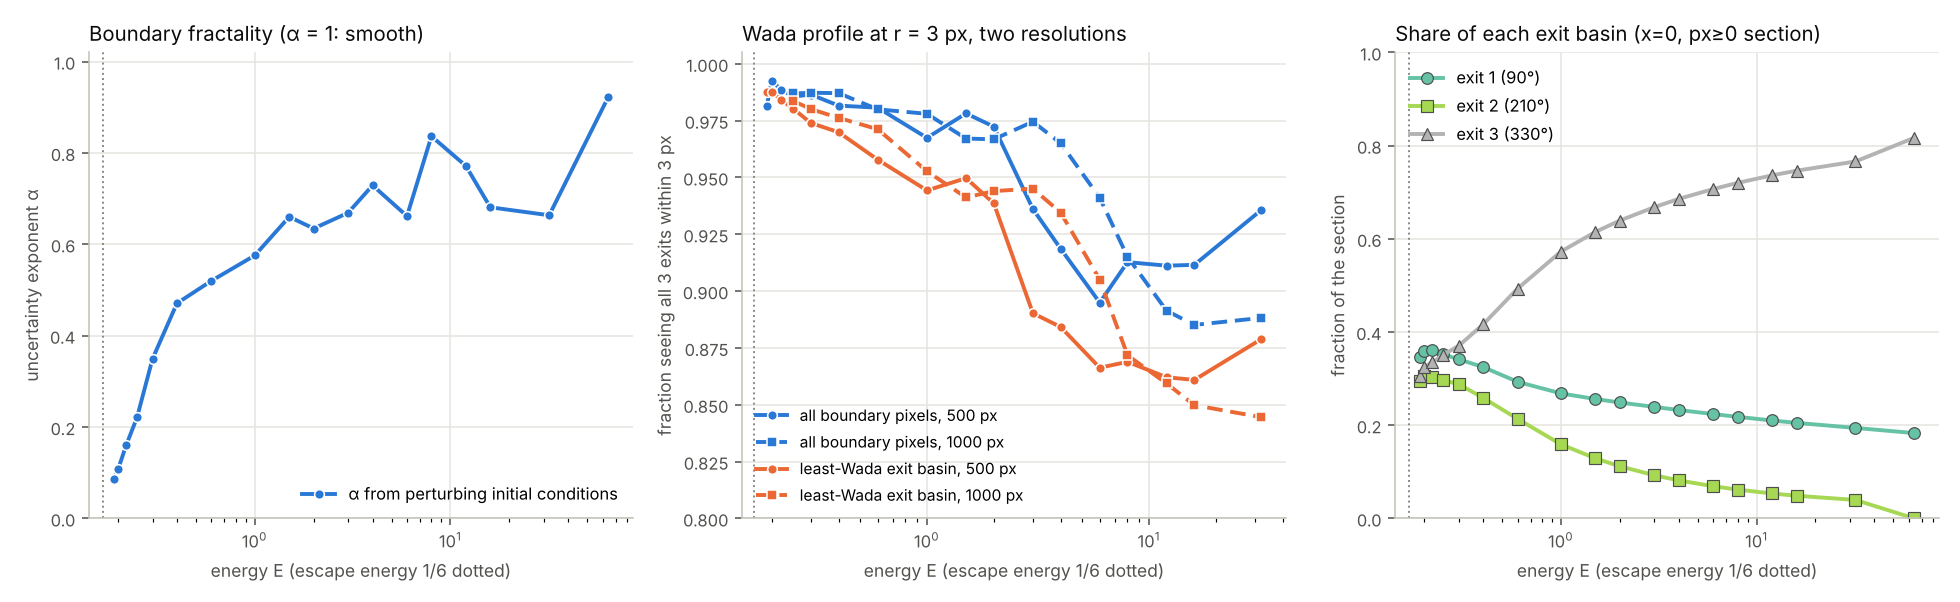 Boundary fractality (α = 1: smooth)
1.0
0.8
0.6
0.4
0.2
0.0
uncertainty exponent α
α from perturbing initial conditions
10⁰
10¹
energy E (escape energy 1/6 dotted)
Wada profile at r = 3 px, two resolutions
1.000
0.975
0.950
0.925
0.900
0.875
0.850
0.825
0.800
fraction seeing all 3 exits within 3 px
all boundary pixels, 500 px
all boundary pixels, 1000 px
least-Wada exit basin, 500 px
least-Wada exit basin, 1000 px
10⁰
10¹
energy E (escape energy 1/6 dotted)
Share of each exit basin (x=0, px≥0 section)
1.0
0.8
0.6
0.4
0.2
0.0
fraction of the section
exit 1 (90°)
exit 2 (210°)
exit 3 (330°)
10⁰
10¹
energy E (escape energy 1/6 dotted)